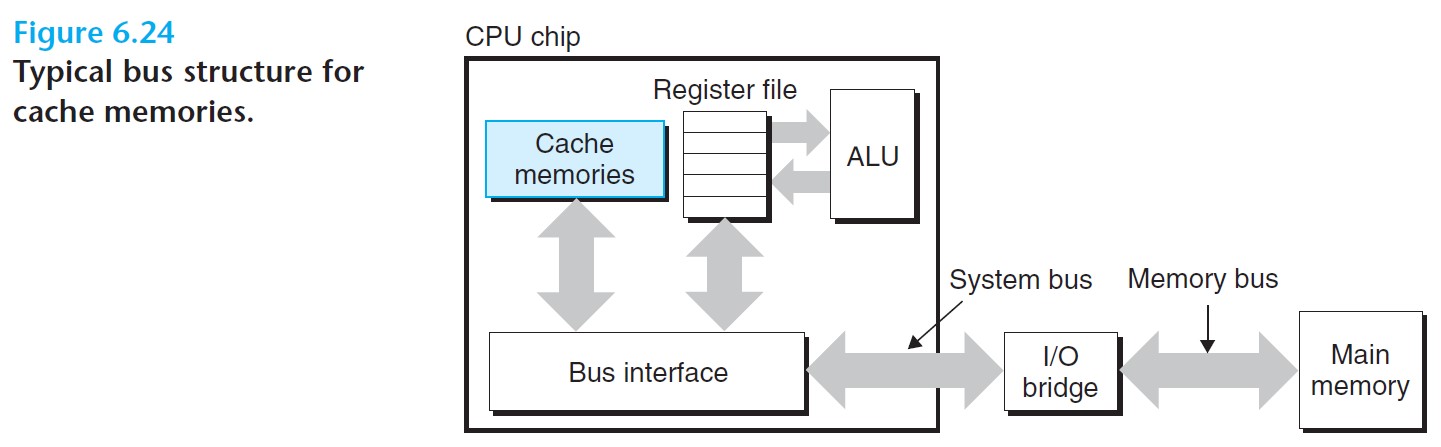 Figure 6.24
Typical bus structure for
cache memories.
CPU chip
Register file
Cache
memories
ALU
System bus
Memory bus
Bus interface
I/O
bridge
Main
memory